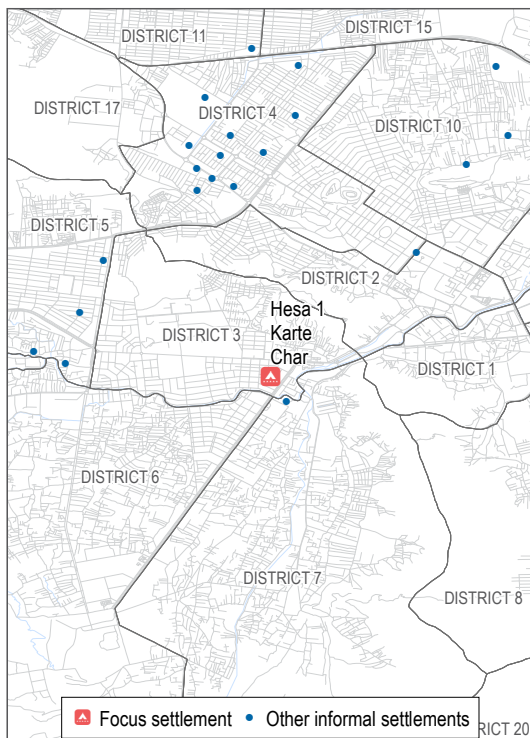 DISTRICT 11
DISTRICT 15
DISTRICT 17
DISTRICT 4
DISTRICT 10
DISTRICT 5
DISTRICT 2
Hesa 1
Karte
Char
DISTRICT 3
DISTRICT 1
DISTRICT 6
DISTRICT 7
DISTRICT 8
Focus settlement
Other informal settlements
RICT 20